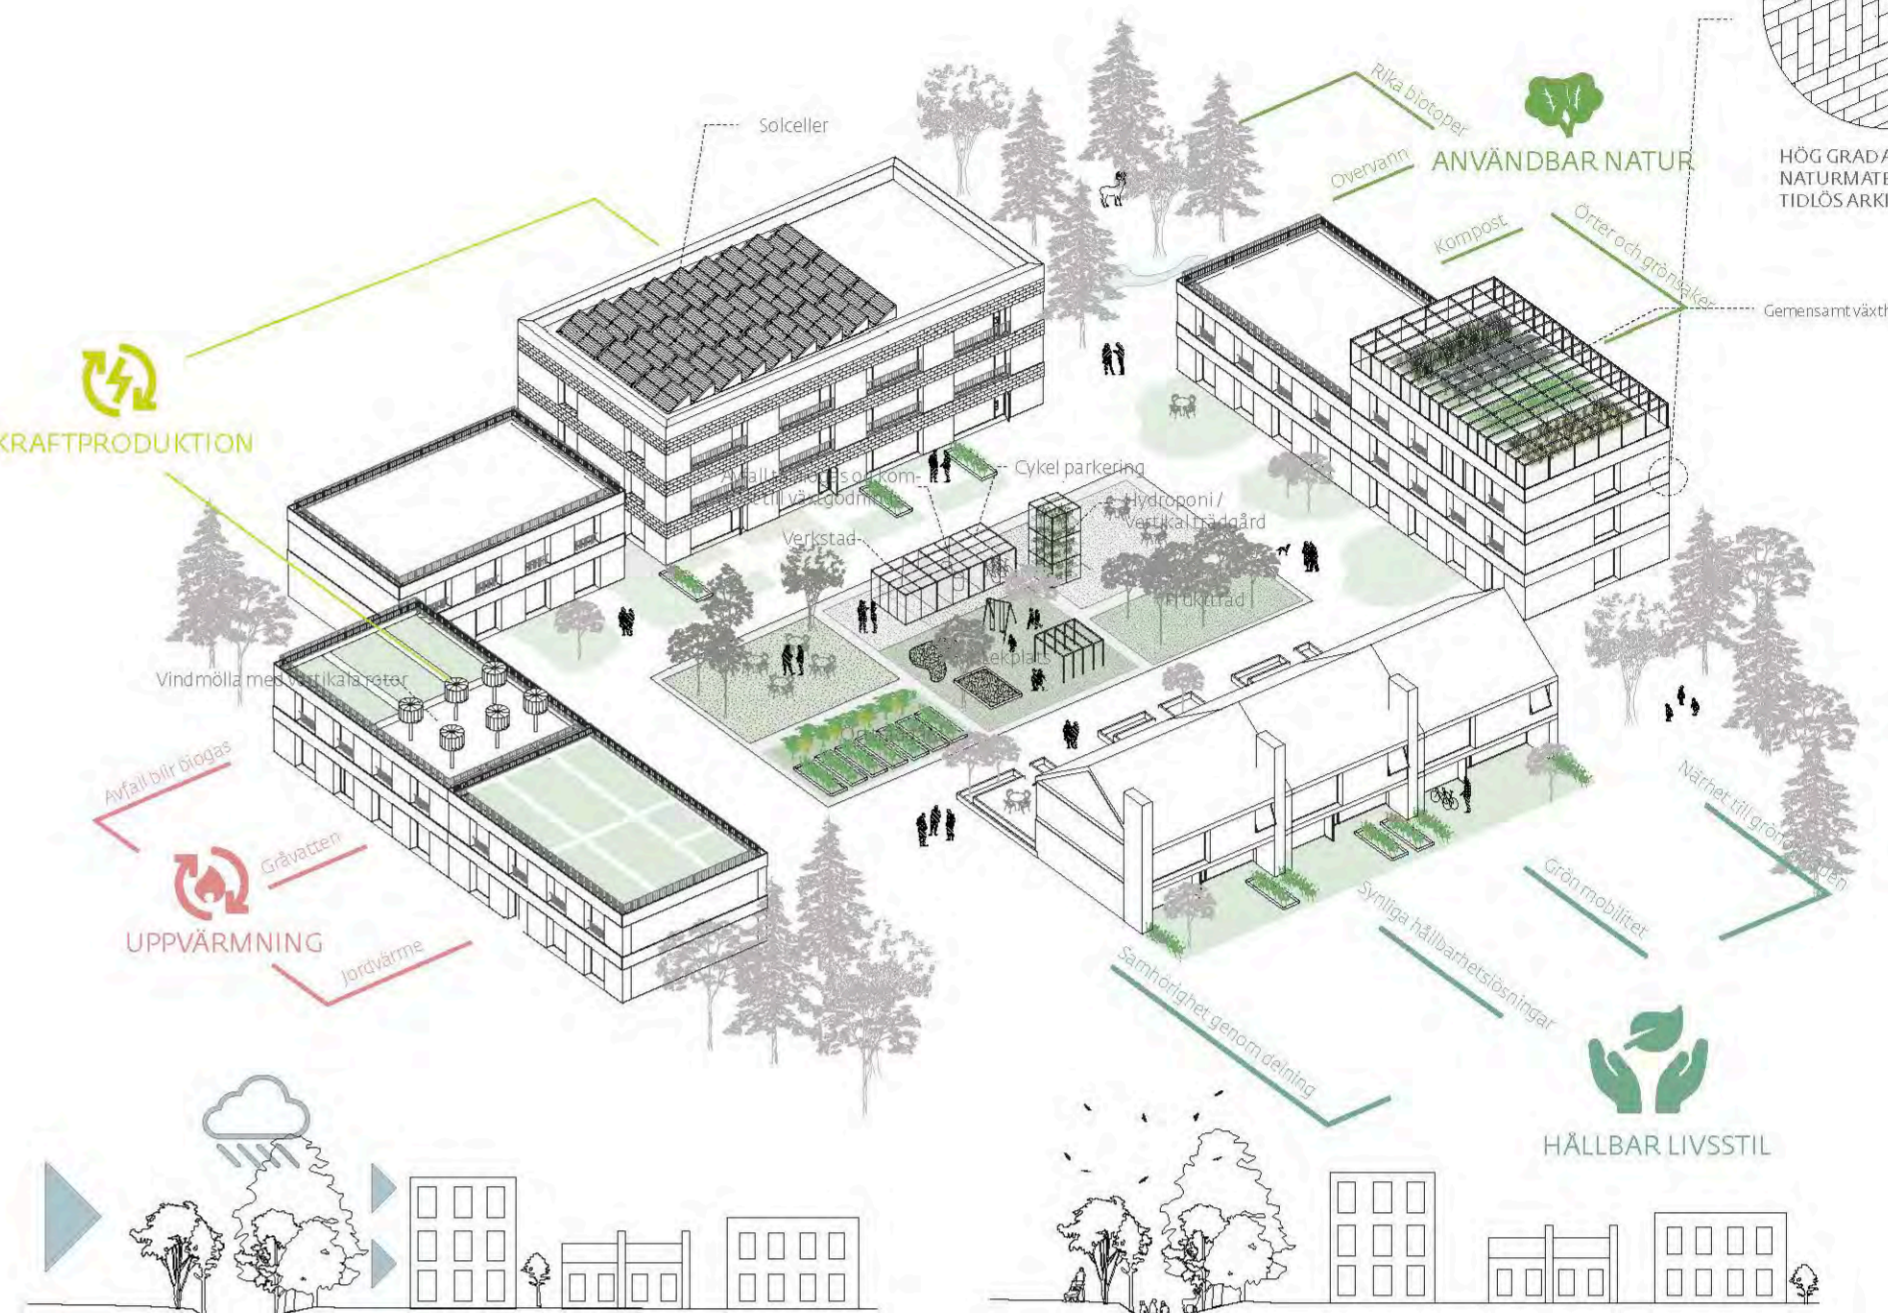 Solceller
Rika biotoper
Overvann
ANVÄNDBAR NATUR
Kompost
Örter och grönsaker
HÖG GRAD A
NATURMATE
TIDLÖS ARKI
Gemensamt växth
KRAFTPRODUKTION
Cykel parkering
Hydroponi /
Vertikal trädgård
Verkstad
Vindmölla med vertikala rotor
Avfall blir biogas
Gråvatten
UPPVÄRMNING
Jordvärme
Närhet till
Grön mobilitet
Synliga hållbarhetslösningar
Samhörighet genom delning
HÅLLBAR LIVSSTIL